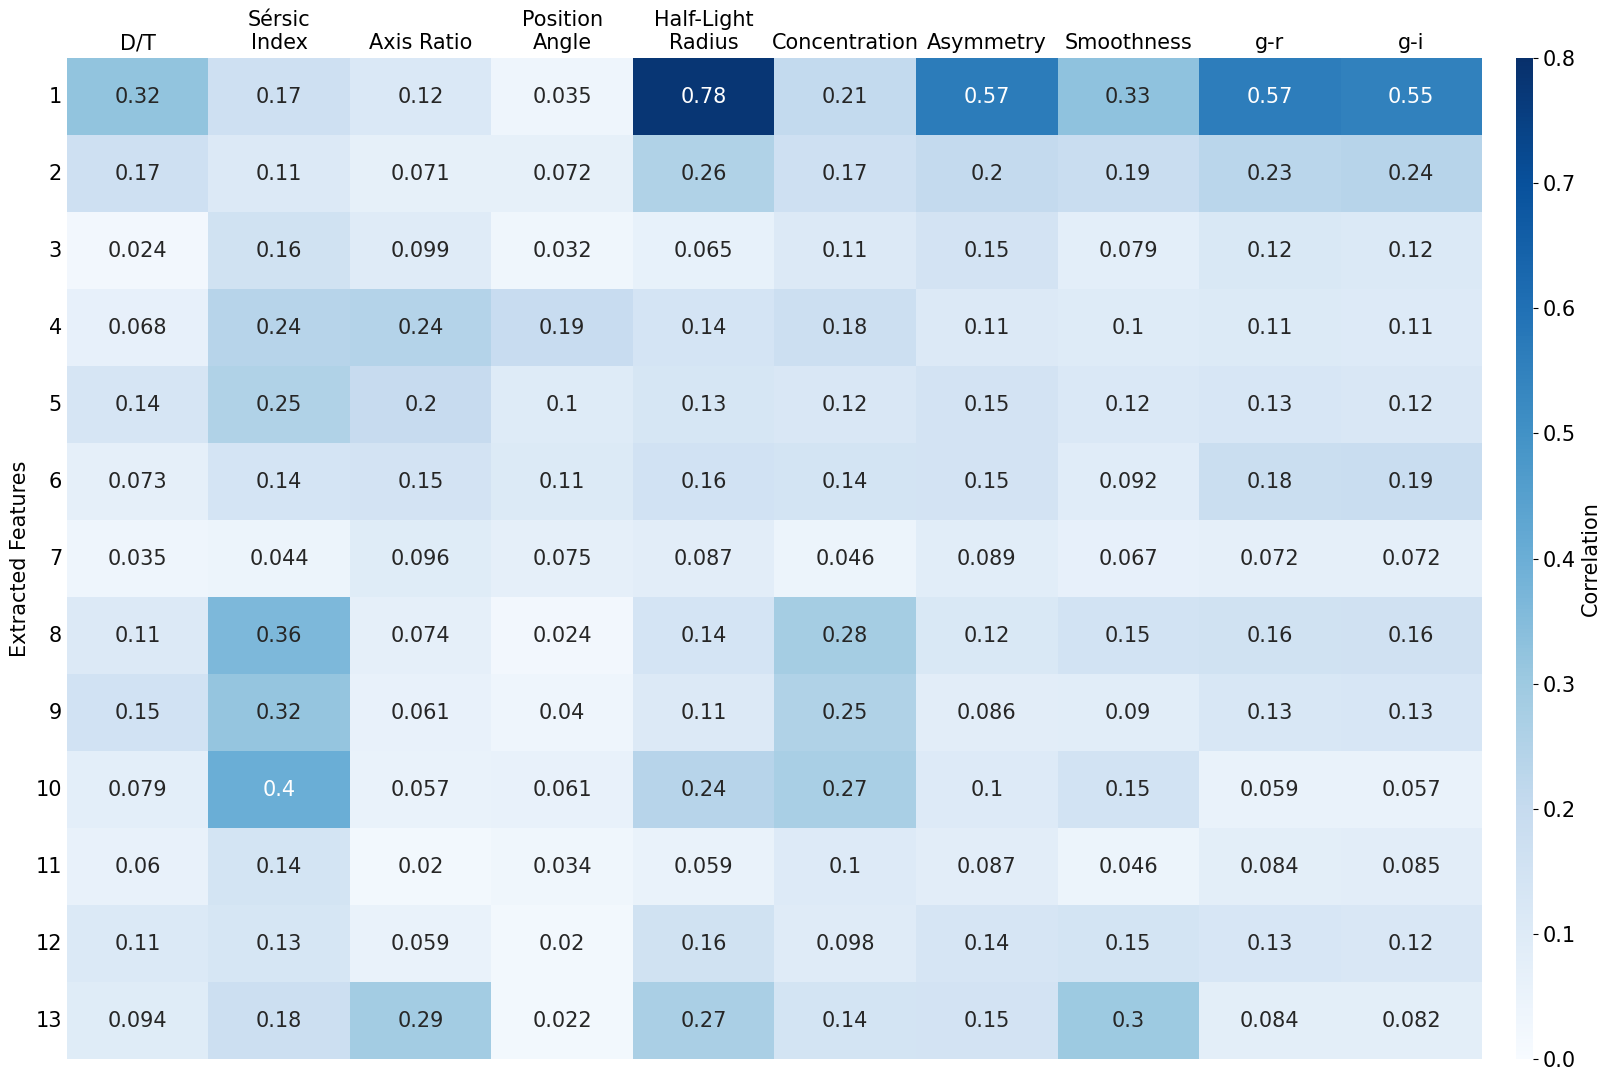 Sérsic Position Half-Light
D/T Index Axis Ratio Angle Radius Concentration Asymmetry Smoothness g-r g-i
1 0.32 0.17 0.12 0.035 0.78 0.21 0.57 0.33 0.57 0.55
2 0.17 0.11 0.071 0.072 0.26 0.17 0.2 0.19 0.23 0.24
3 0.024 0.16 0.099 0.032 0.065 0.11 0.15 0.079 0.12 0.12
4 0.068 0.24 0.24 0.19 0.14 0.18 0.11 0.1 0.11 0.11
5 0.14 0.25 0.2 0.1 0.13 0.12 0.15 0.12 0.13 0.12
6 0.073 0.14 0.15 0.11 0.16 0.14 0.15 0.092 0.18 0.19
7 0.035 0.044 0.096 0.075 0.087 0.046 0.089 0.067 0.072 0.072
8 0.11 0.36 0.074 0.024 0.14 0.28 0.12 0.15 0.16 0.16
9 0.15 0.32 0.061 0.04 0.11 0.25 0.086 0.09 0.13 0.13
10 0.079 0.4 0.057 0.061 0.24 0.27 0.1 0.15 0.059 0.057
11 0.06 0.14 0.02 0.034 0.059 0.1 0.087 0.046 0.084 0.085
12 0.11 0.13 0.059 0.02 0.16 0.098 0.14 0.15 0.13 0.12
13 0.094 0.18 0.29 0.022 0.27 0.14 0.15 0.3 0.084 0.082
Extracted Features
0.8
0.7
0.6
0.5
0.4
0.3
0.2
0.1
0.0
Correlation